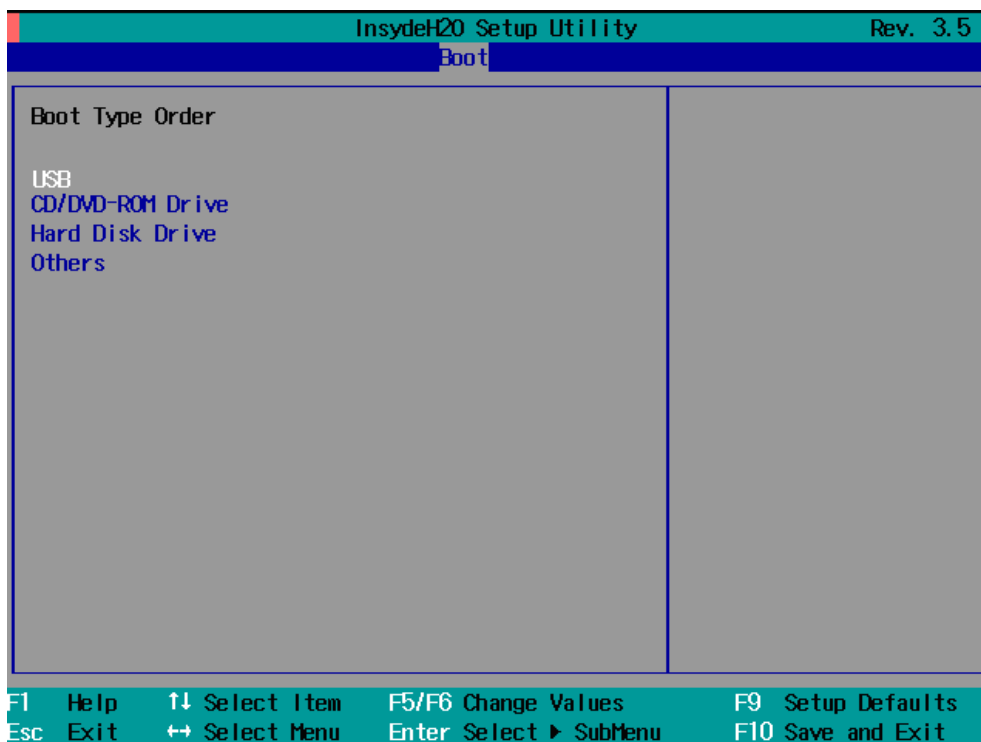 InsydeH2O Setup Utility Rev. 3.5
Boot
Boot Type Order
USB
CD/DVD-ROM Drive
Hard Disk Drive
Others
F1 Help ↑↓ Select Item F5/F6 Change Values F9 Setup Defaults
Esc Exit ↔ Select Menu Enter Select ▶ SubMenu F10 Save and Exit